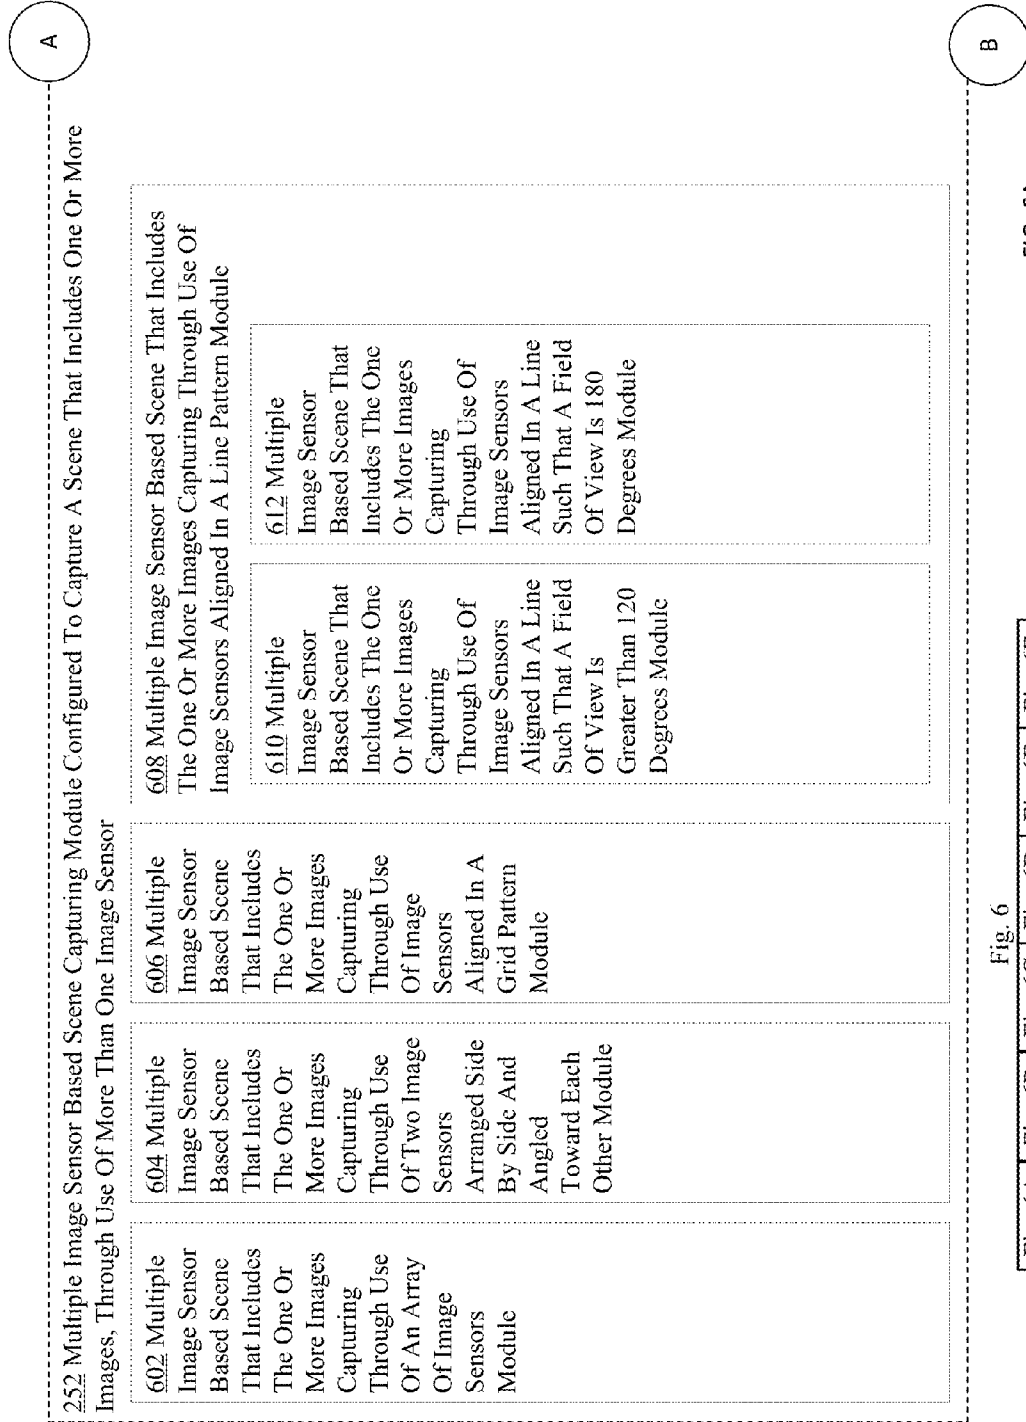 A
252 Multiple Image Sensor Based Scene Capturing Module Configured To Capture A Scene That Includes One Or More
Images, Through Use Of More Than One Image Sensor
602 Multiple
Image Sensor
Based Scene
That Includes
The One Or
More Images
Capturing
Through Use
Of An Array
Of Image
Sensors
Module
604 Multiple
Image Sensor
Based Scene
That Includes
The One Or
More Images
Capturing
Through Use
Of Two Image
Sensors
Arranged Side
By Side And
Angled
Toward Each
Other Module
606 Multiple
Image Sensor
Based Scene
That Includes
The One Or
More Images
Capturing
Through Use
Of Image
Sensors
Aligned In A
Grid Pattern
Module
608 Multiple Image Sensor Based Scene That Includes
The One Or More Images Capturing Through Use Of
Image Sensors Aligned In A Line Pattern Module
610 Multiple
Image Sensor
Based Scene That
Includes The One
Or More Images
Capturing
Through Use Of
Image Sensors
Aligned In A Line
Such That A Field
Of View Is
Greater Than 120
Degrees Module
612 Multiple
Image Sensor
Based Scene That
Includes The One
Or More Images
Capturing
Through Use Of
Image Sensors
Aligned In A Line
Such That A Field
Of View Is 180
Degrees Module
B
Fig. 6